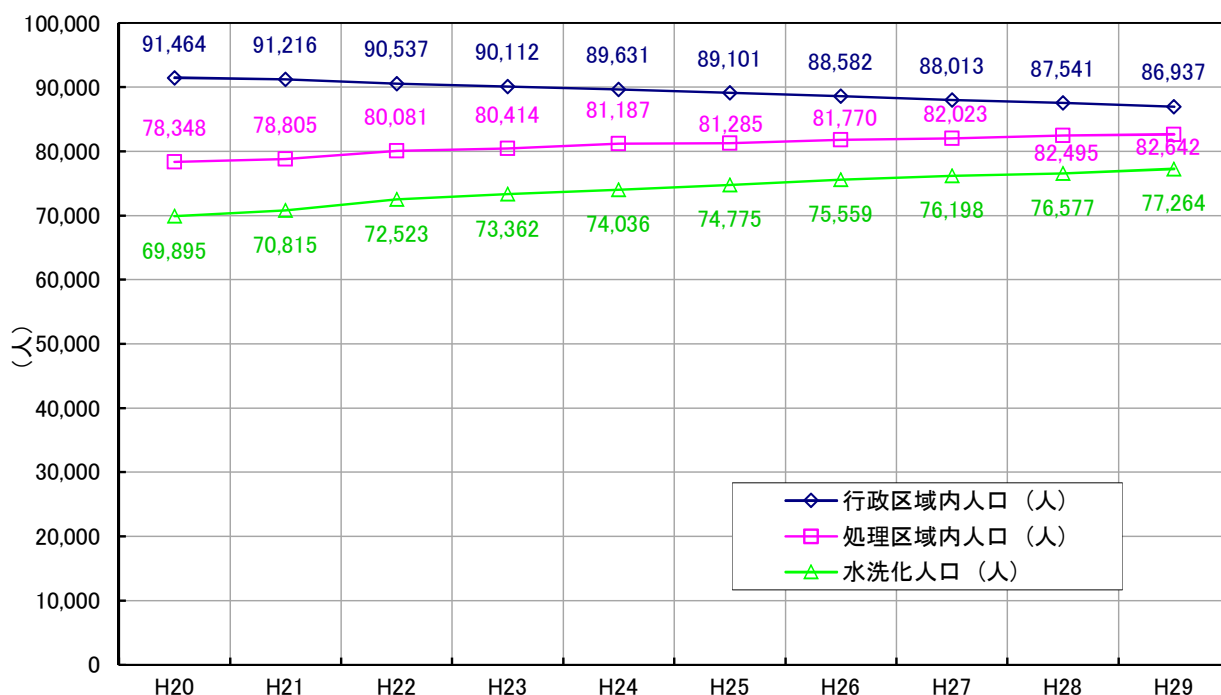 100,000
90,000
80,000
70,000
60,000
50,000
40,000
30,000
20,000
10,000
0
（人）
91,464 91,216 90,537 90,112 89,631 89,101 88,582 88,013 87,541 86,937
78,348 78,805 80,081 80,414 81,187 81,285 81,770 82,023 82,495 82,642
69,895 70,815 72,523 73,362 74,036 74,775 75,559 76,198 76,577 77,264
行政区域内人口（人）
処理区域内人口（人）
水洗化人口（人）
H20 H21 H22 H23 H24 H25 H26 H27 H28 H29